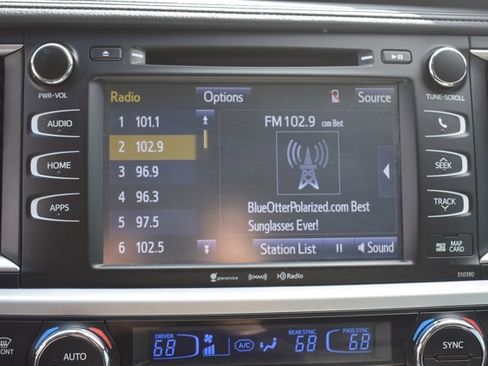 PWR•VOL
TUNE•SCROLL
Radio
Options
Source
AUDIO
HOME
APPS
SEEK
TRACK
MAP CARD
1 101.1
2 102.9
3 96.9
4 96.3
5 97.5
6 102.5
FM 102.9 com Best
BlueOtterPolarized.com Best
Sunglasses Ever!
Station List
Sound
gracenote
HD Radio
510390
FRONT
AUTO
DRIVER
68
A/C
REAR SYNC
68
PASS SYNC
68
SYNC